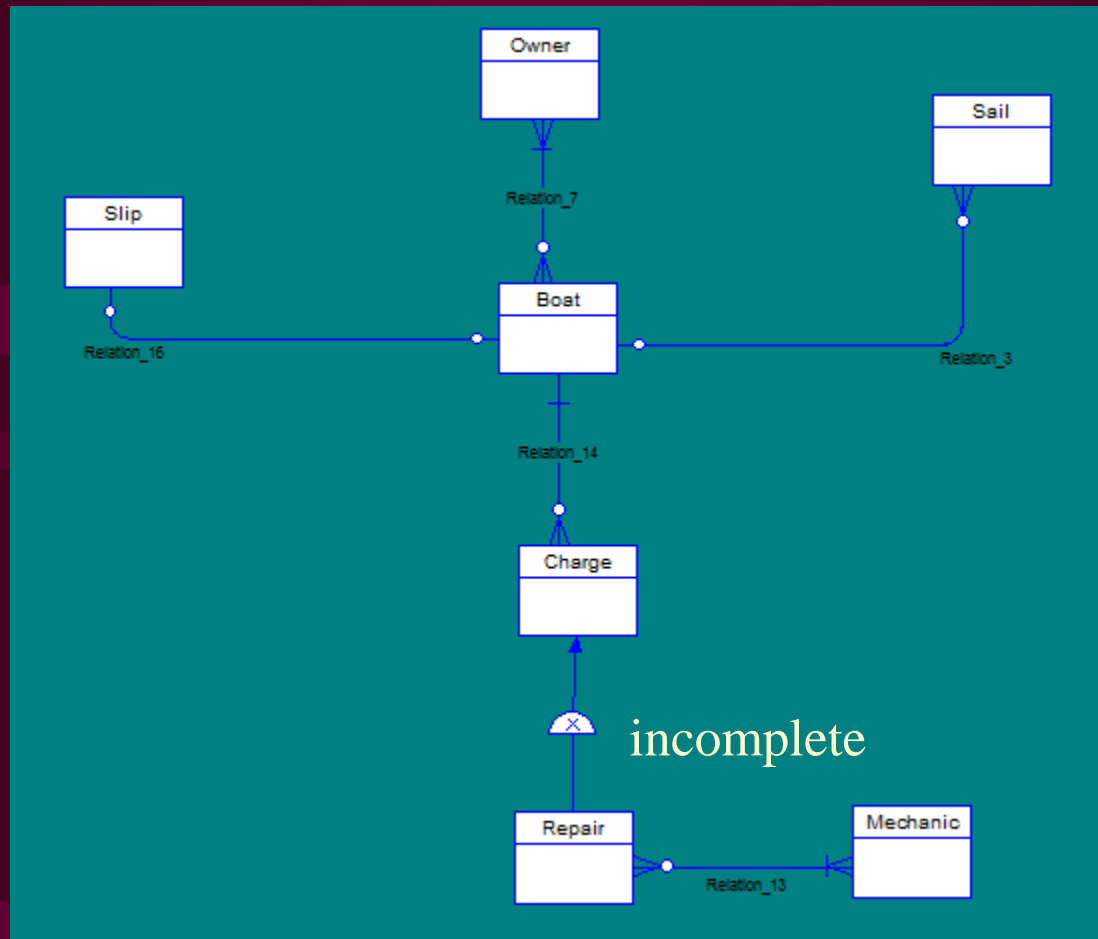 Owner
Sail
Relation_7
Slip
Boat
Relation_16
Relation_3
Relation_14
Charge
X
incomplete
Repair
Mechanic
Relation_13